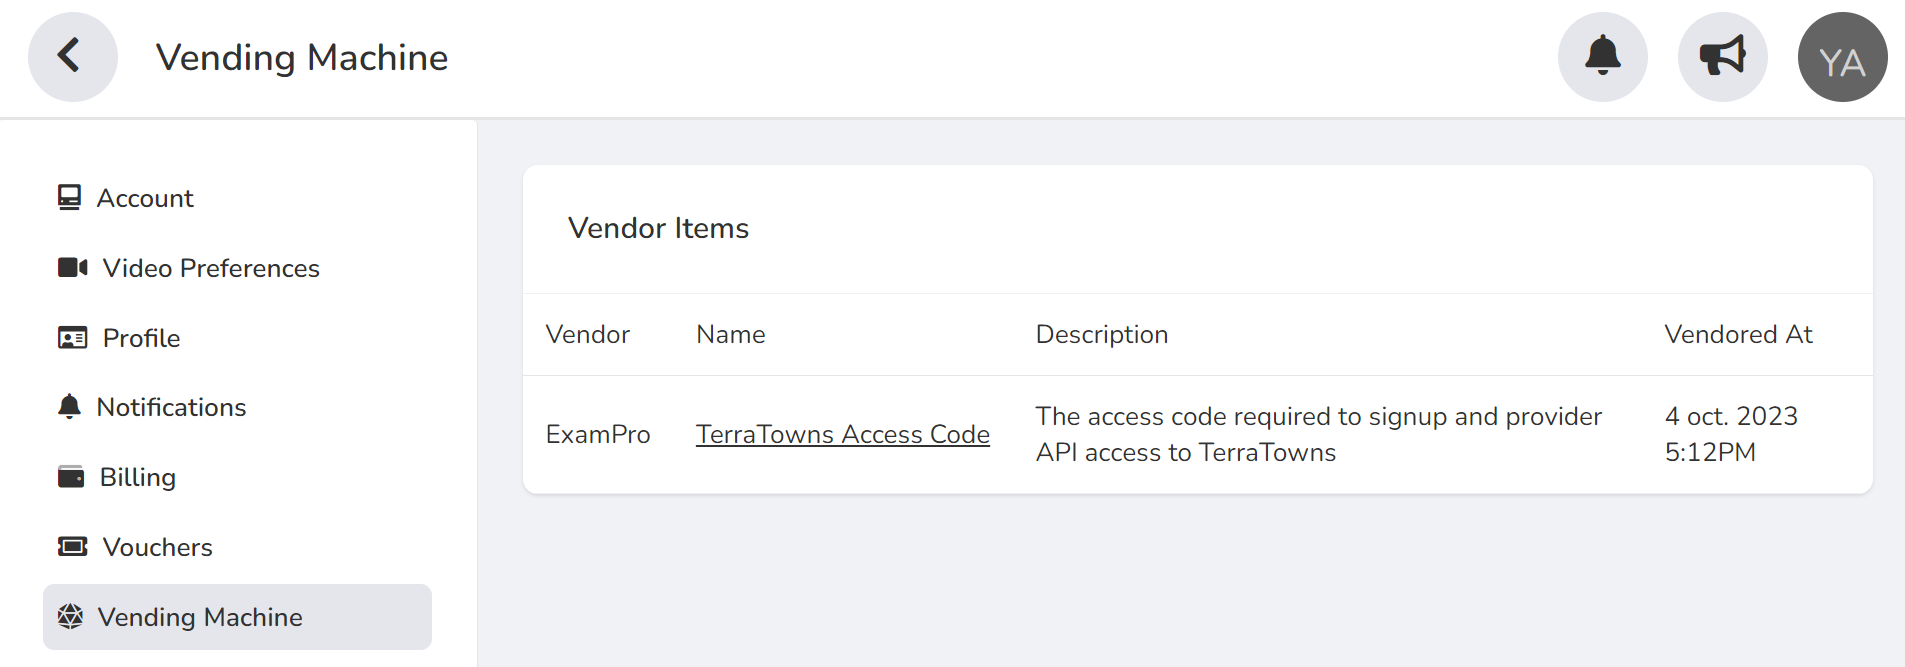 Vending Machine
YA
Account
Video Preferences
Profile
Notifications
Billing
Vouchers
Vending Machine
Vendor Items
Vendor Name Description Vendored At
ExamPro TerraTowns Access Code The access code required to signup and provider 4 oct. 2023
API access to TerraTowns 5:12PM